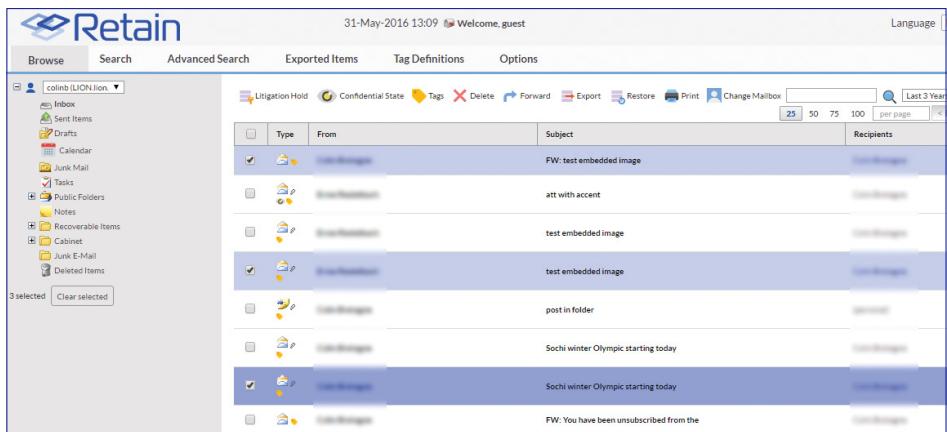 Retain
31-May-2016 13:09 Welcome, guest
Language
Browse Search Advanced Search Exported Items Tag Definitions Options
colinb (LION.lion.
Inbox
Sent Items
Drafts
Calendar
Junk Mail
Tasks
Public Folders
Notes
Recoverable Items
Cabinet
Junk E-Mail
Deleted Items
3 selected Clear selected
Litigation Hold Confidential State Tags Delete Forward Export Restore Print Change Mailbox Last 3 Year
25 50 75 100 per page <
Type From Subject Recipients
FW: test embedded image
att with accent
test embedded image
test embedded image
post in folder
Sochi winter Olympic starting today
Sochi winter Olympic starting today
FW: You have been unsubscribed from the